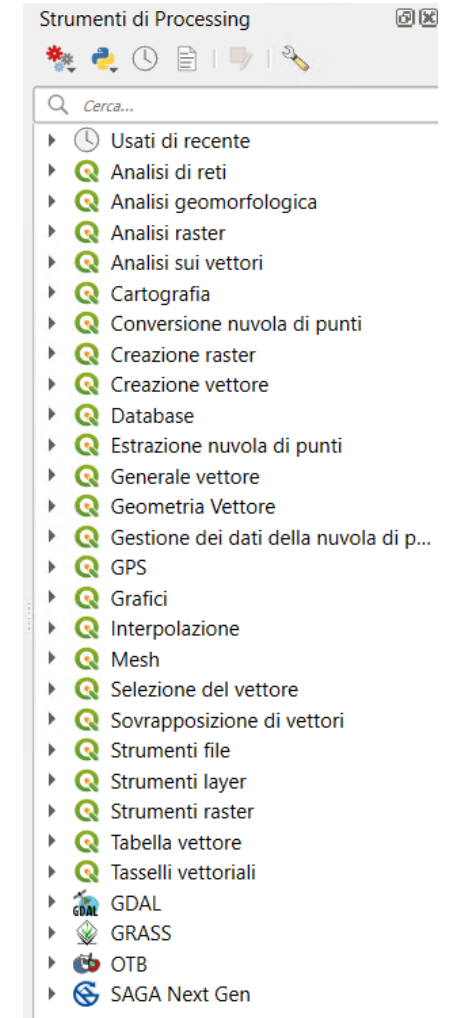 Strumenti di Processing
Cerca...
Usati di recente
Analisi di reti
Analisi geomorfologica
Analisi raster
Analisi sui vettori
Cartografia
Conversione nuvola di punti
Creazione raster
Creazione vettore
Database
Estrazione nuvola di punti
Generale vettore
Geometria Vettore
Gestione dei dati della nuvola di p...
GPS
Grafici
Interpolazione
Mesh
Selezione del vettore
Sovrapposizione di vettori
Strumenti file
Strumenti layer
Strumenti raster
Tabella vettore
Tasselli vettoriali
GDAL GDAL
GRASS
OTB
SAGA Next Gen